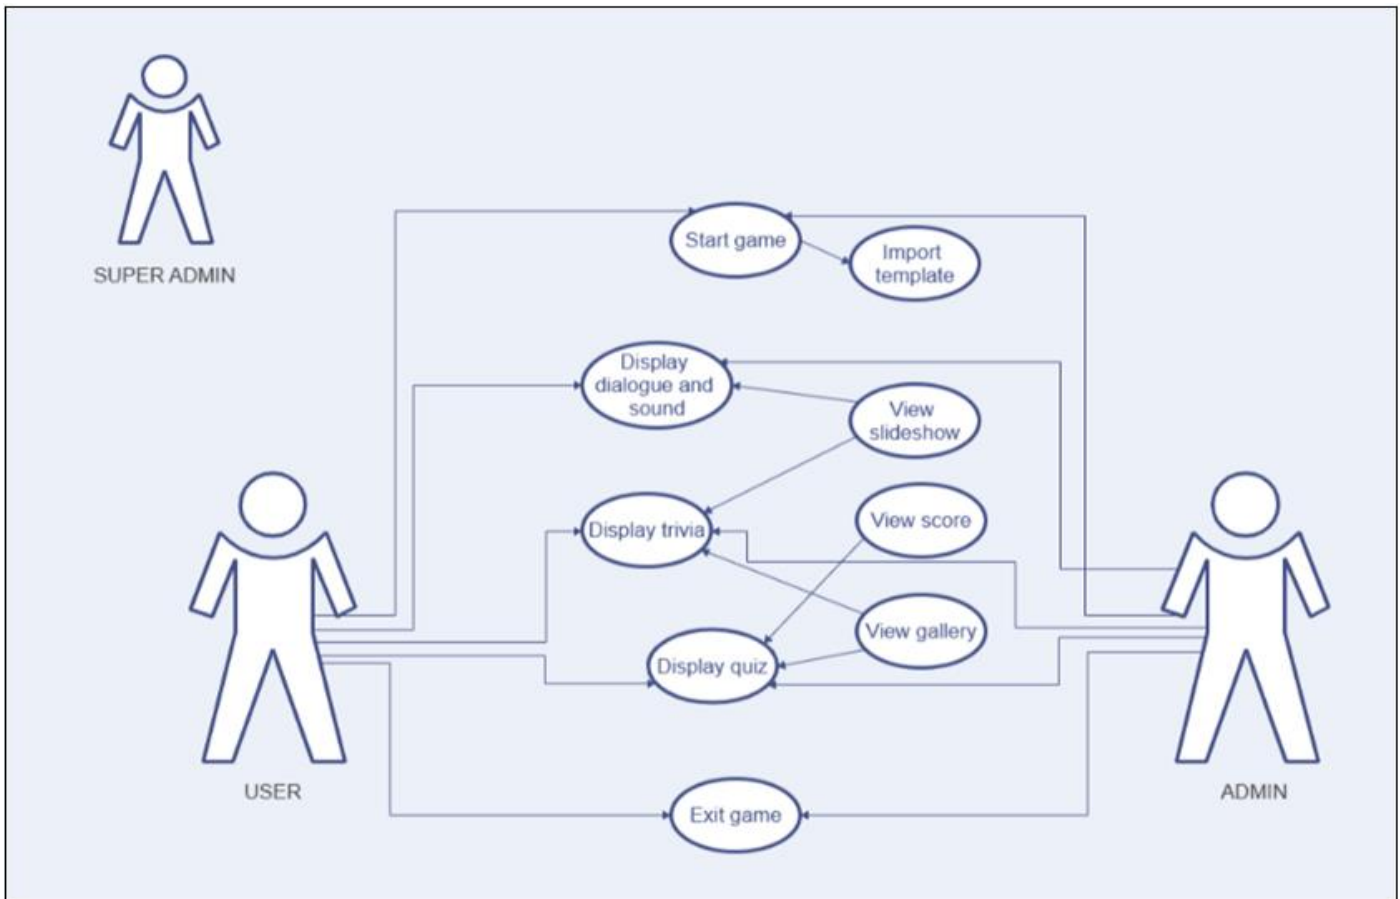 SUPER ADMIN
Start game
Import
template
Display
dialogue and
sound
View
slideshow
View score
Display trivia
View gallery
Display quiz
USER
ADMIN
Exit game